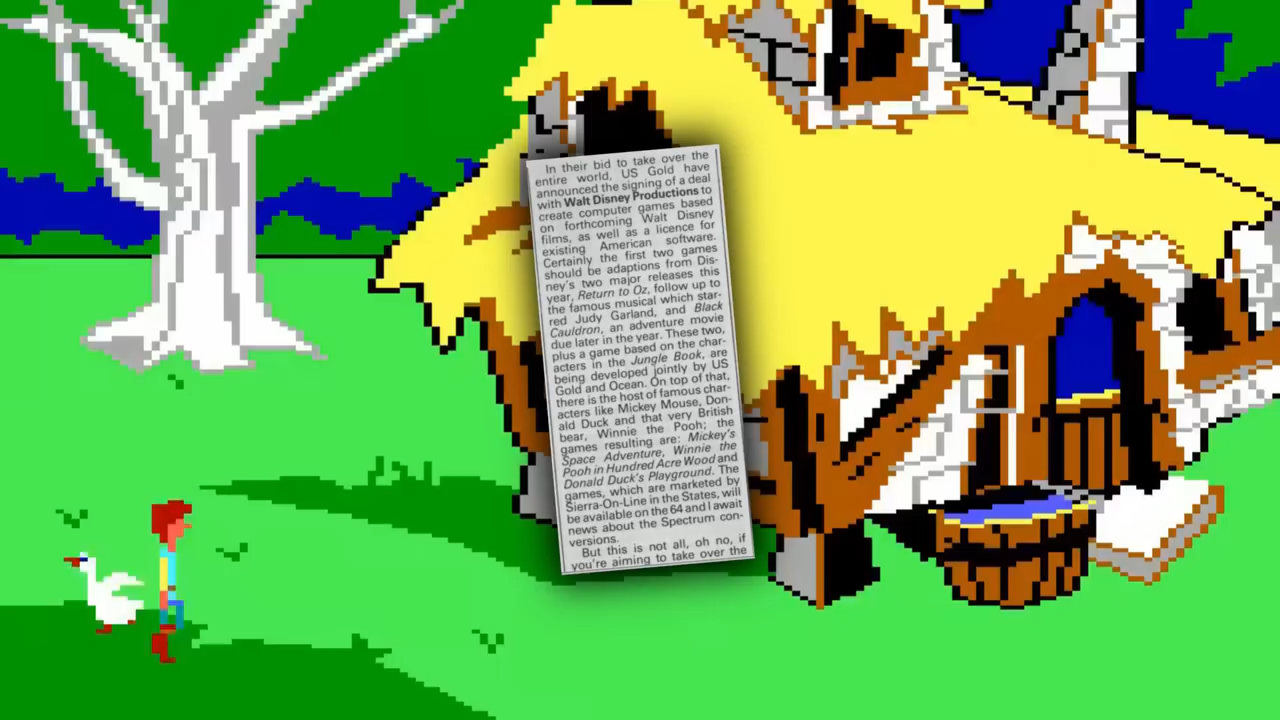 In their bid to take over the
entire world, US Gold have
announced the signing of a deal
with Walt Disney Productions to
create computer games based
on forthcoming Walt Disney
films, as well as a licence for
existing American software.
Certainly the first two games
should be adaptions from Dis-
ney's two major releases this
year, Return to Oz, follow up to
the famous musical which star-
red Judy Garland, and Black
Cauldron, an adventure movie
due later in the year. These two,
plus a game based on the char-
acters in the Jungle Book, are
being developed jointly by US
Gold and Ocean. On top of that,
there is the host of famous char-
acters like Mickey Mouse, Don-
ald Duck and that very British
bear, Winnie the Pooh; the
games resulting are: Mickey's
Space Adventure, Winnie the
Pooh in Hundred Acre Wood and
Donald Duck's Playground. The
games, which are marketed by
Sierra-On-Line in the States, will
be available on the 64 and I await
news about the Spectrum con-
versions.
But this is not all, oh no, if
you're aiming to take over the